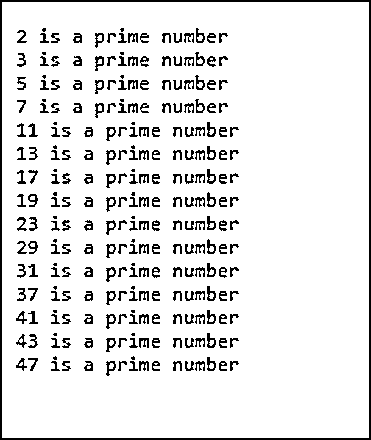 2 is a prime number
3 is a prime number
5 is a prime number
7 is a prime number
11 is a prime number
13 is a prime number
17 is a prime number
19 is a prime number
23 is a prime number
29 is a prime number
31 is a prime number
37 is a prime number
41 is a prime number
43 is a prime number
47 is a prime number